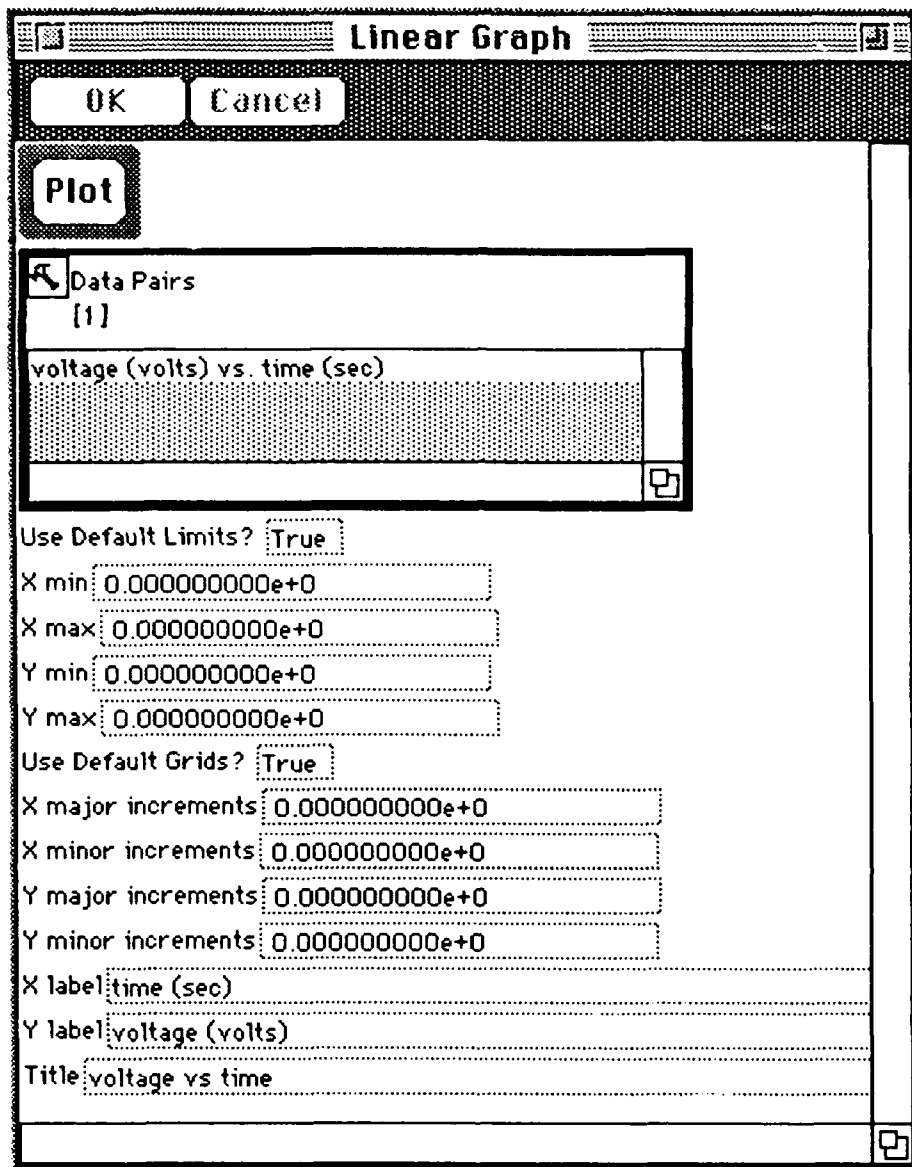 Linear Graph
OK Cancel
Plot
Data Pairs
[1]
voltage (volts) vs. time (sec)
Use Default Limits? True
X min 0.000000000e+0
X max 0.000000000e+0
Y min 0.000000000e+0
Y max 0.000000000e+0
Use Default Grids? True
X major increments 0.000000000e+0
X minor increments 0.000000000e+0
Y major increments 0.000000000e+0
Y minor increments 0.000000000e+0
X label time (sec)
Y label voltage (volts)
Title voltage vs time